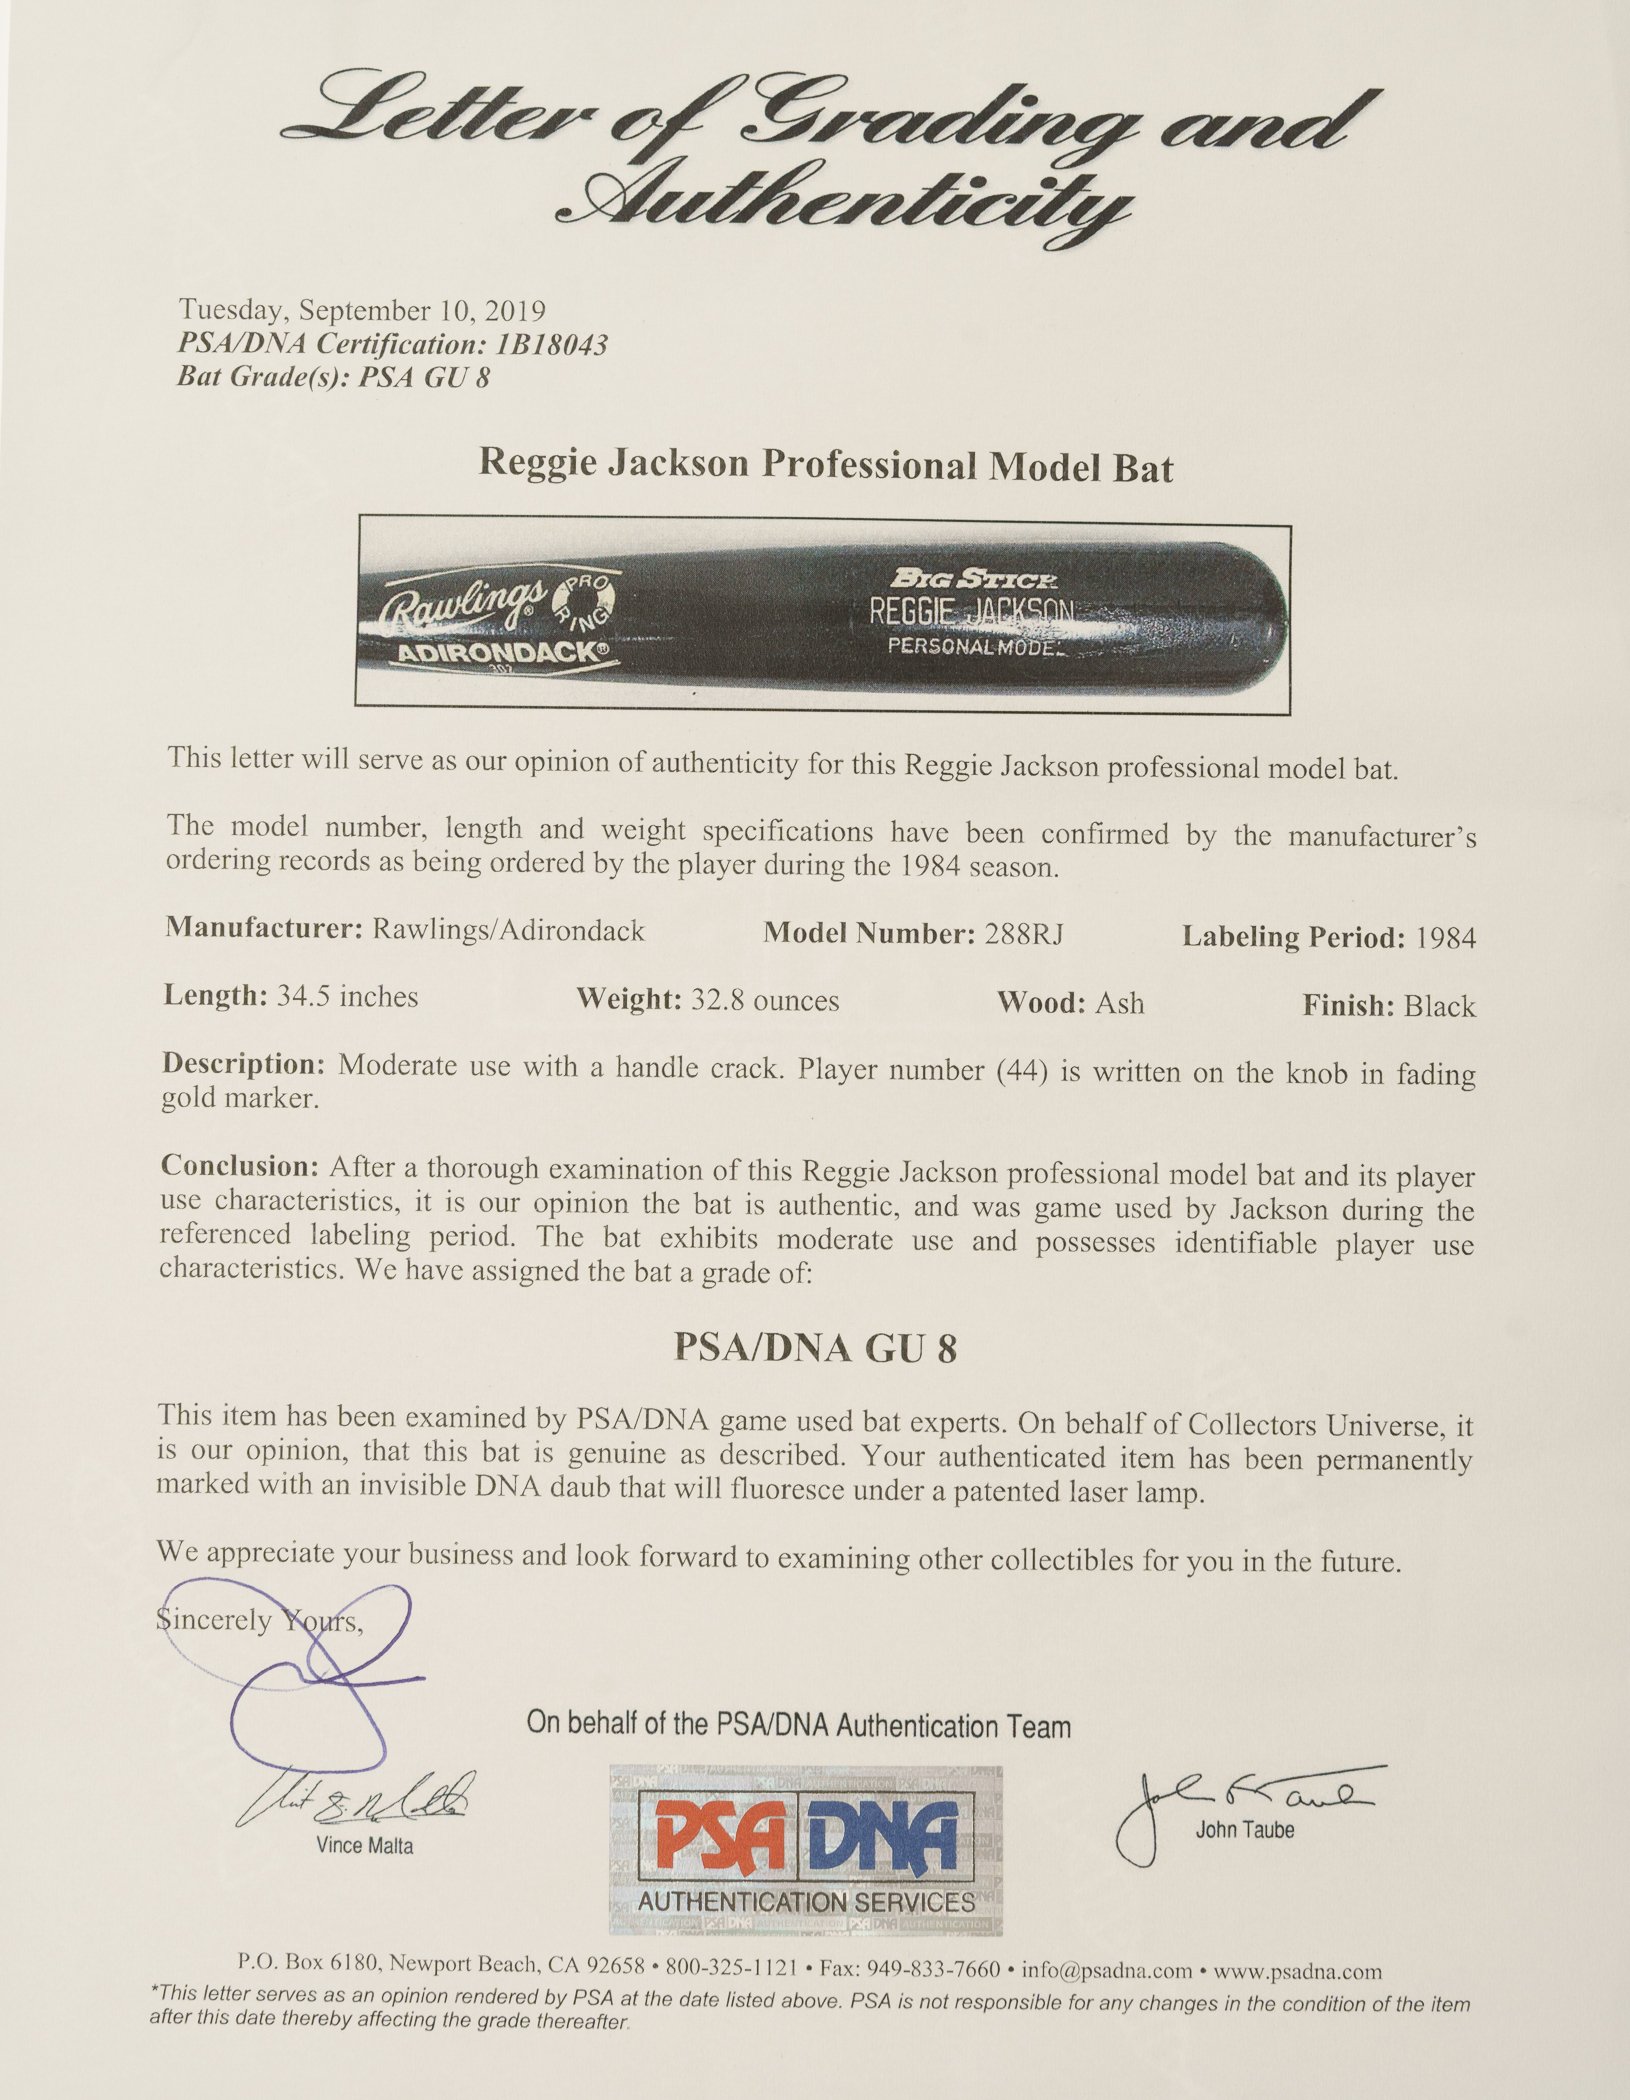 Letter of Grading and
Authenticity
Tuesday, September 10, 2019
PSA/DNA Certification: 1B18043
Bat Grade(s): PSA GU 8
Reggie Jackson Professional Model Bat
Rawlings® PRO RING
ADIRONDACK®
302
BIG STICK
REGGIE JACKSON
PERSONAL MODEL
This letter will serve as our opinion of authenticity for this Reggie Jackson professional model bat.
The model number, length and weight specifications have been confirmed by the manufacturer's
ordering records as being ordered by the player during the 1984 season.
Manufacturer: Rawlings/Adirondack Model Number: 288RJ Labeling Period: 1984
Length: 34.5 inches Weight: 32.8 ounces Wood: Ash Finish: Black
Description: Moderate use with a handle crack. Player number (44) is written on the knob in fading
gold marker.
Conclusion: After a thorough examination of this Reggie Jackson professional model bat and its player
use characteristics, it is our opinion the bat is authentic, and was game used by Jackson during the
referenced labeling period. The bat exhibits moderate use and possesses identifiable player use
characteristics. We have assigned the bat a grade of:
PSA/DNA GU 8
This item has been examined by PSA/DNA game used bat experts. On behalf of Collectors Universe, it
is our opinion, that this bat is genuine as described. Your authenticated item has been permanently
marked with an invisible DNA daub that will fluoresce under a patented laser lamp.
We appreciate your business and look forward to examining other collectibles for you in the future.
Sincerely Yours,
On behalf of the PSA/DNA Authentication Team
Vince Malta
John Taube
PSA DNA
AUTHENTICATION SERVICES
P.O. Box 6180, Newport Beach, CA 92658 • 800-325-1121 • Fax: 949-833-7660 • info@psadna.com • www.psadna.com
*This letter serves as an opinion rendered by PSA at the date listed above. PSA is not responsible for any changes in the condition of the item
after this date thereby affecting the grade thereafter.